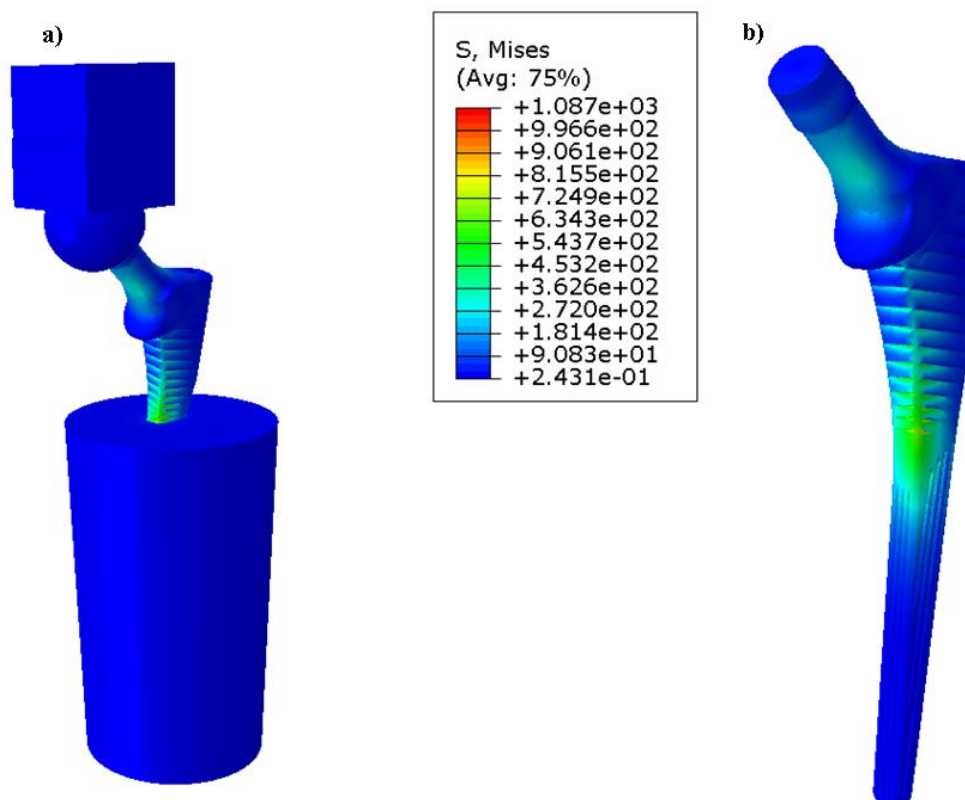 a)
S, Mises
(Avg: 75%)
+1.087e+03
+9.966e+02
+9.061e+02
+8.155e+02
+7.249e+02
+6.343e+02
+5.437e+02
+4.532e+02
+3.626e+02
+2.720e+02
+1.814e+02
+9.083e+01
+2.431e-01
b)